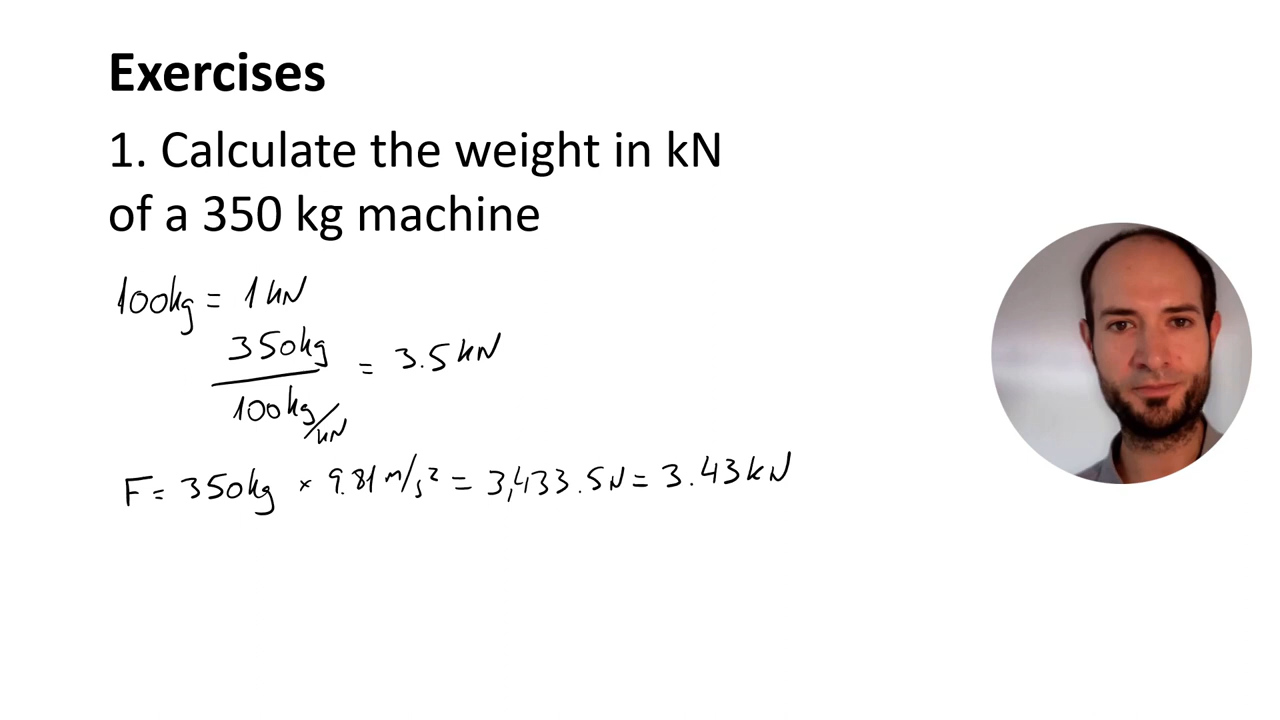 Exercises
1. Calculate the weight in kN
of a 350 kg machine
100kg = 1 kN
350kg
= 3.5 kN
100kg/kN
F = 350kg × 9.81 m/s² = 3,433.5N = 3.43 kN